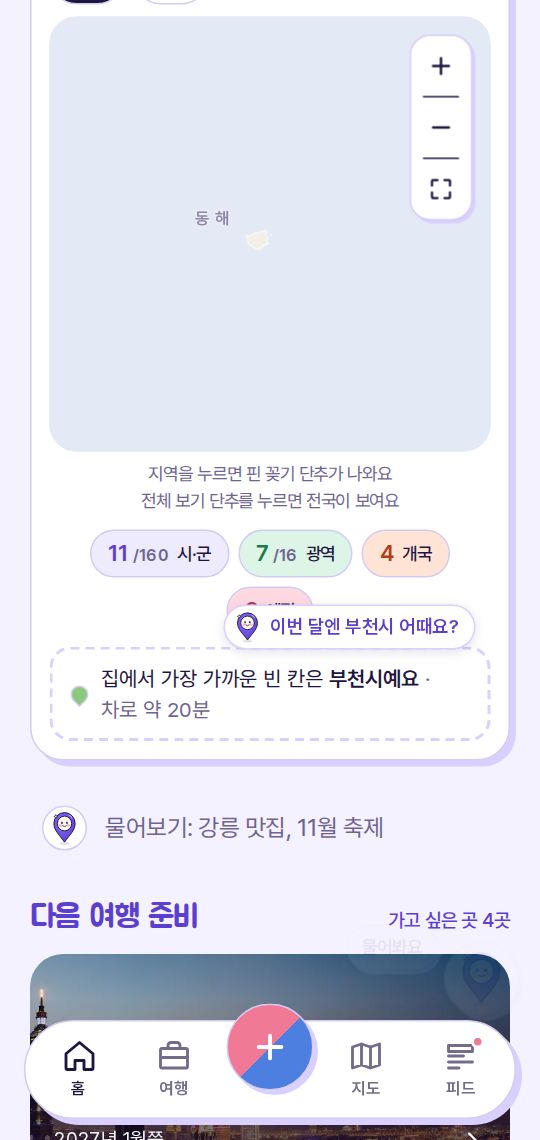 동 해
지역을 누르면 핀 꽂기 단추가 나와요
전체 보기 단추를 누르면 전국이 보여요
11 /160 시·군
7 /16 광역
4 개국
이번 달엔 부천시 어때요?
집에서 가장 가까운 빈 칸은 부천시예요 ·
차로 약 20분
물어보기: 강릉 맛집, 11월 축제
다음 여행 준비
가고 싶은 곳 4곳
물어봐요
홈
여행
지도
피드